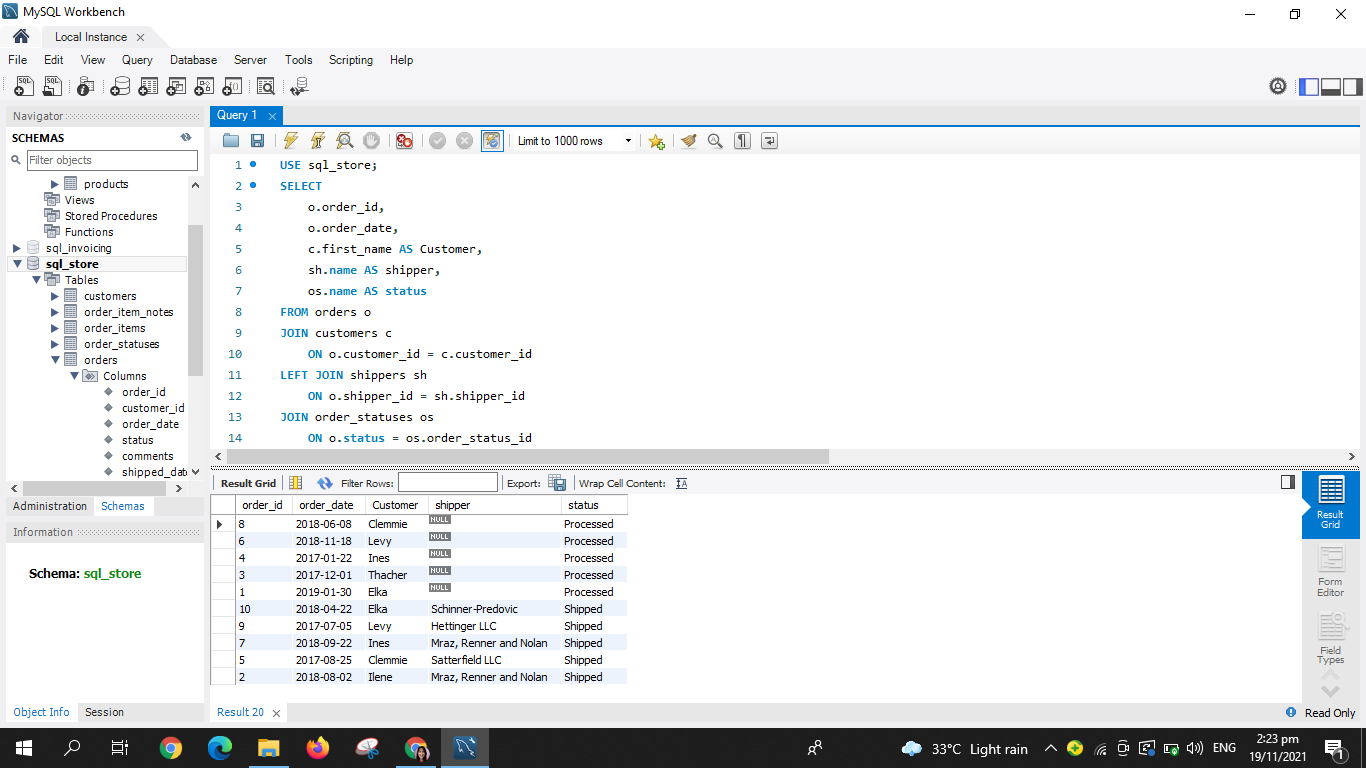 MySQL Workbench
Local Instance
File Edit View Query Database Server Tools Scripting Help
Navigator
SCHEMAS
Filter objects
products
Views
Stored Procedures
Functions
sql_invoicing
sql_store
Tables
customers
order_item_notes
order_items
order_statuses
orders
Columns
order_id
customer_id
order_date
status
comments
shipped_dat
Administration Schemas
Information
Schema: sql_store
Object Info Session
Query 1
Limit to 1000 rows
1 USE sql_store;
2 SELECT
3 o.order_id,
4 o.order_date,
5 c.first_name AS Customer,
6 sh.name AS shipper,
7 os.name AS status
8 FROM orders o
9 JOIN customers c
10 ON o.customer_id = c.customer_id
11 LEFT JOIN shippers sh
12 ON o.shipper_id = sh.shipper_id
13 JOIN order_statuses os
14 ON o.status = os.order_status_id
Result Grid Filter Rows: Export: Wrap Cell Content:
order_id order_date Customer shipper status
8 2018-06-08 Clemmie NULL Processed
6 2018-11-18 Levy NULL Processed
4 2017-01-22 Ines NULL Processed
3 2017-12-01 Thacher NULL Processed
1 2019-01-30 Elka NULL Processed
10 2018-04-22 Elka Schinner-Predovic Shipped
9 2017-07-05 Levy Hettinger LLC Shipped
7 2018-09-22 Ines Mraz, Renner and Nolan Shipped
5 2017-08-25 Clemmie Satterfield LLC Shipped
2 2018-08-02 Ilene Mraz, Renner and Nolan Shipped
Result
Grid
Form
Editor
Field
Types
Result 20
Read Only
33°C Light rain
ENG
2:23 pm
19/11/2021
1